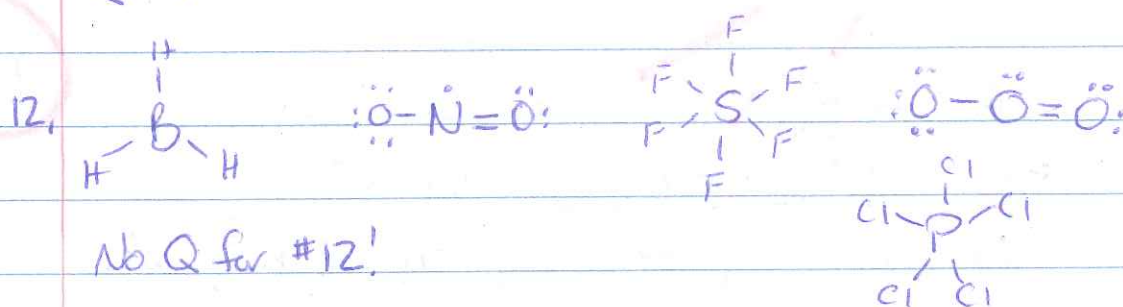 12.
H
B
H H
:Ö-N=Ö:
F
F F
S
F F
F
:Ö-Ö=Ö:
Cl
Cl Cl
P
Cl Cl
No Q for #12!